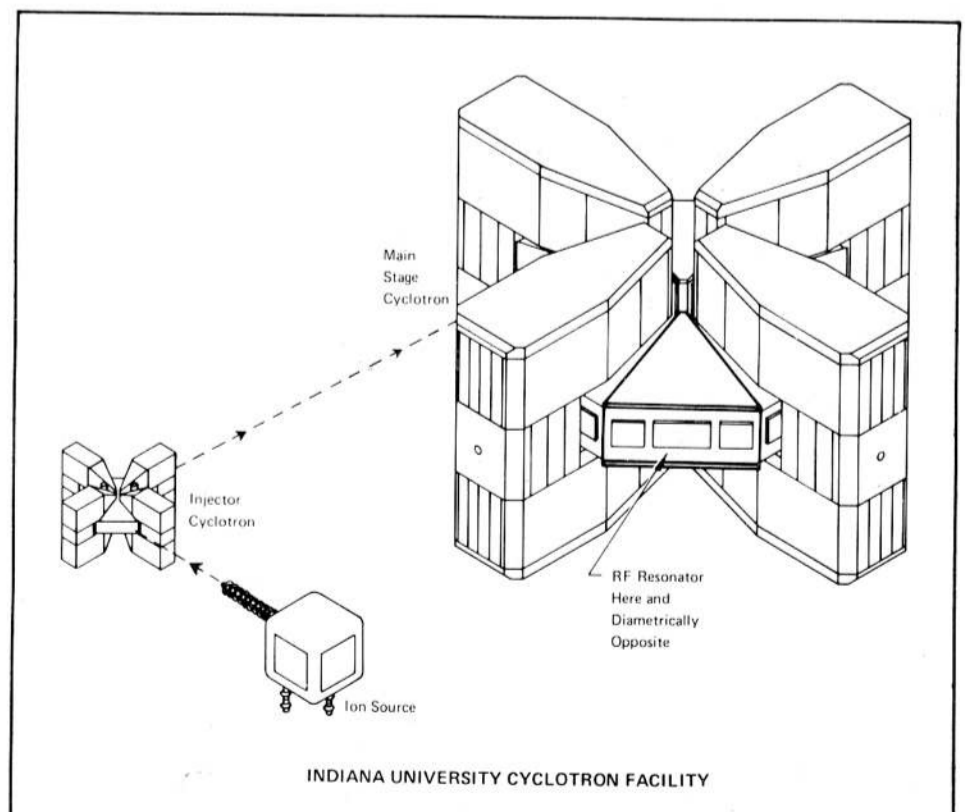 Main
Stage
Cyclotron
Injector
Cyclotron
RF Resonator
Here and
Diametrically
Opposite
Ion Source
INDIANA UNIVERSITY CYCLOTRON FACILITY